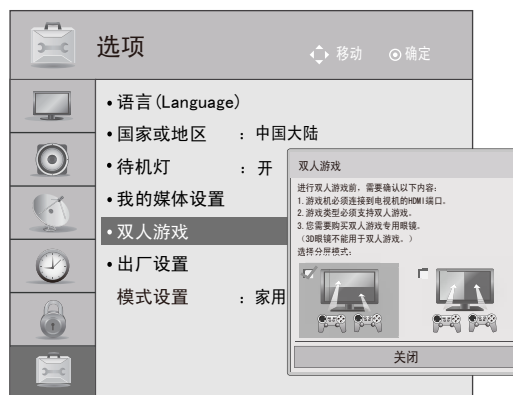 选项
移动
确定
•语言(Language)
•国家或地区 ：中国大陆
•待机灯 ：开
•我的媒体设置
•双人游戏
•出厂设置
模式设置 ：家用
双人游戏
进行双人游戏前，需要确认以下内容：
1.游戏机必须连接到电视机的HDMI端口。
2.游戏类型必须支持双人游戏。
3.您需要购买双人游戏专用眼镜。
（3D眼镜不能用于双人游戏。）
选择分屏模式：
关闭